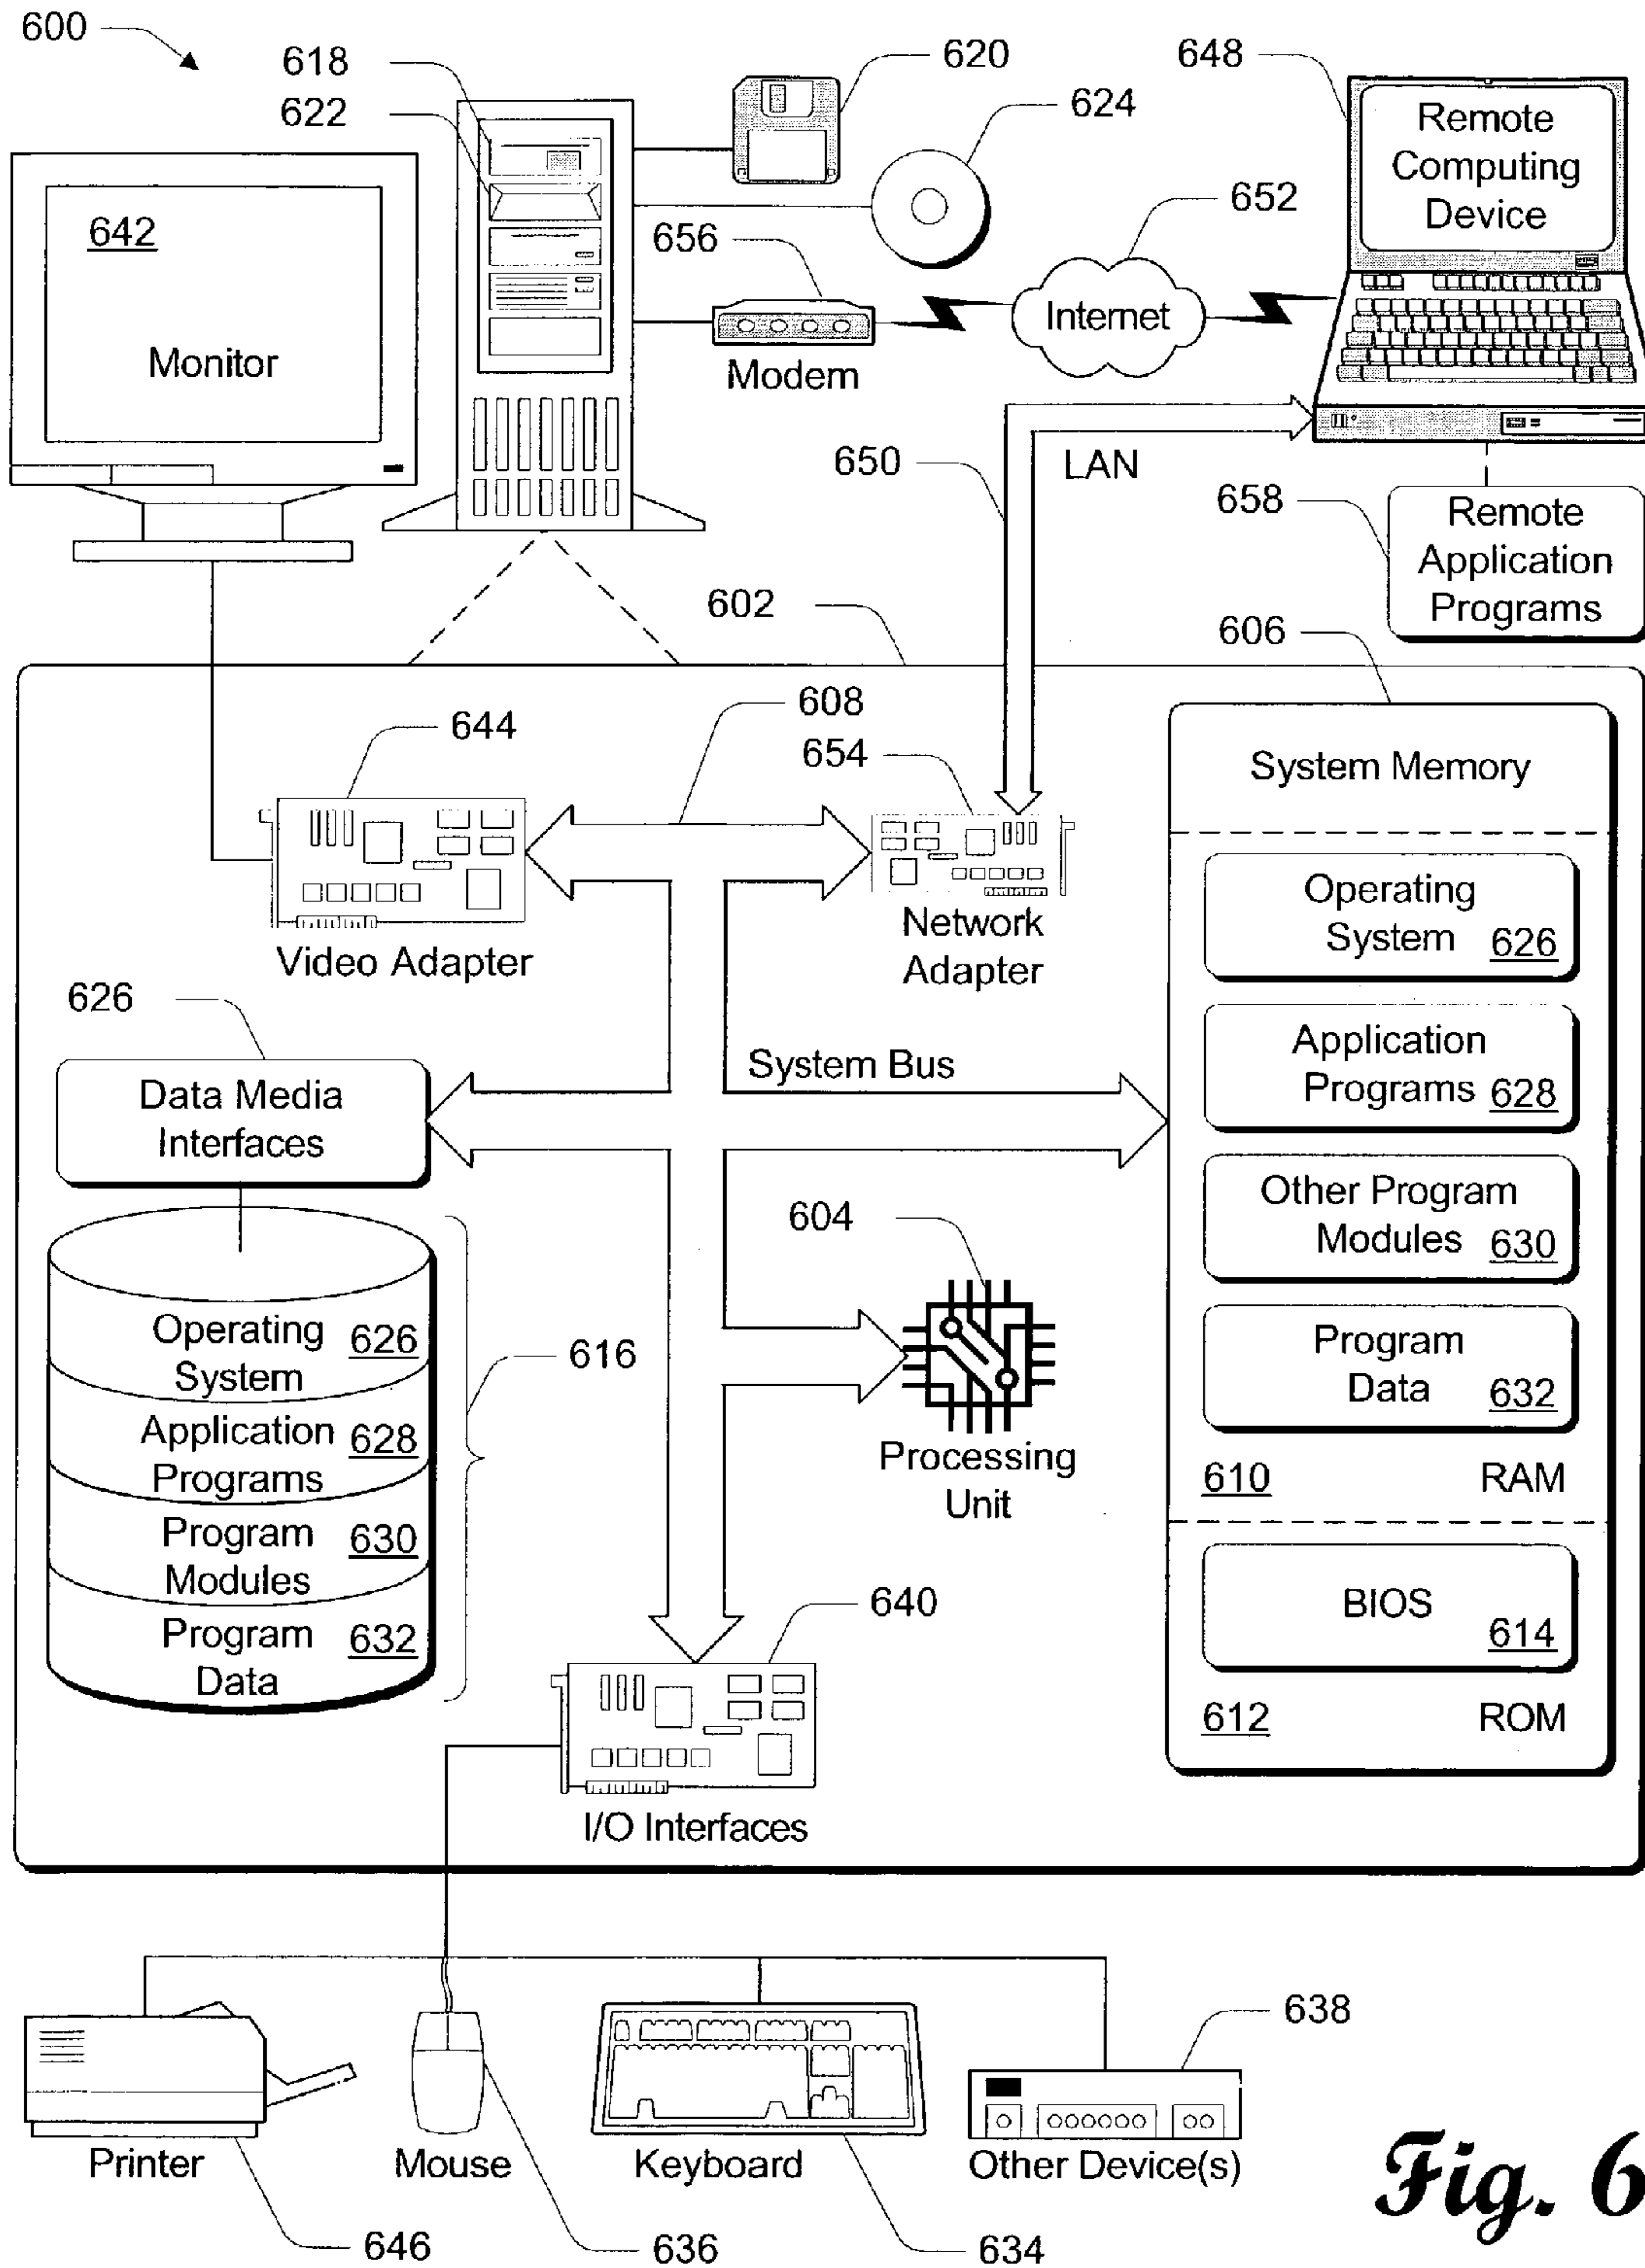 600
618
622
620
624
648
Remote
Computing
Device
642
Monitor
656
652
Modem
Internet
650
LAN
658
Remote
Application
Programs
602
606
608
644
654
System Memory
Video Adapter
Network
Adapter
Operating
System 626
626
Data Media
Interfaces
System Bus
Application
Programs 628
Other Program
Modules 630
604
Operating
System 626
616
Program
Data 632
Application
Programs 628
Processing
Unit
610 RAM
Program
Modules 630
Program
Data 632
640
BIOS
614
612 ROM
I/O Interfaces
638
Printer
Mouse
Keyboard
Other Device(s)
646
636
634
Fig. 6